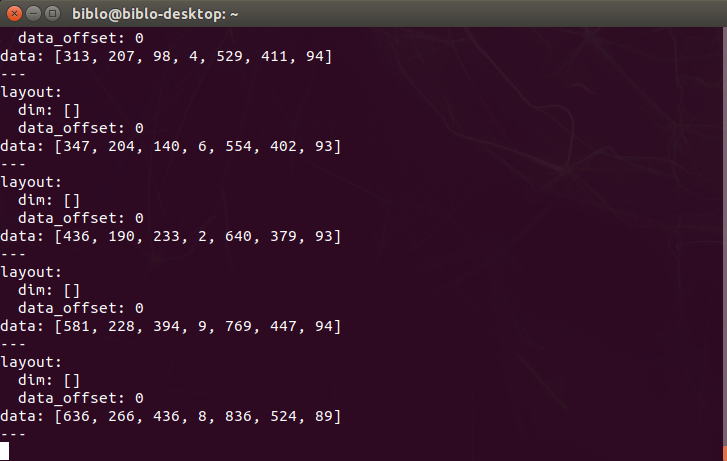 biblo@biblo-desktop: ~
  data_offset: 0
data: [313, 207, 98, 4, 529, 411, 94]
---
layout:
  dim: []
  data_offset: 0
data: [347, 204, 140, 6, 554, 402, 93]
---
layout:
  dim: []
  data_offset: 0
data: [436, 190, 233, 2, 640, 379, 93]
---
layout:
  dim: []
  data_offset: 0
data: [581, 228, 394, 9, 769, 447, 94]
---
layout:
  dim: []
  data_offset: 0
data: [636, 266, 436, 8, 836, 524, 89]
---